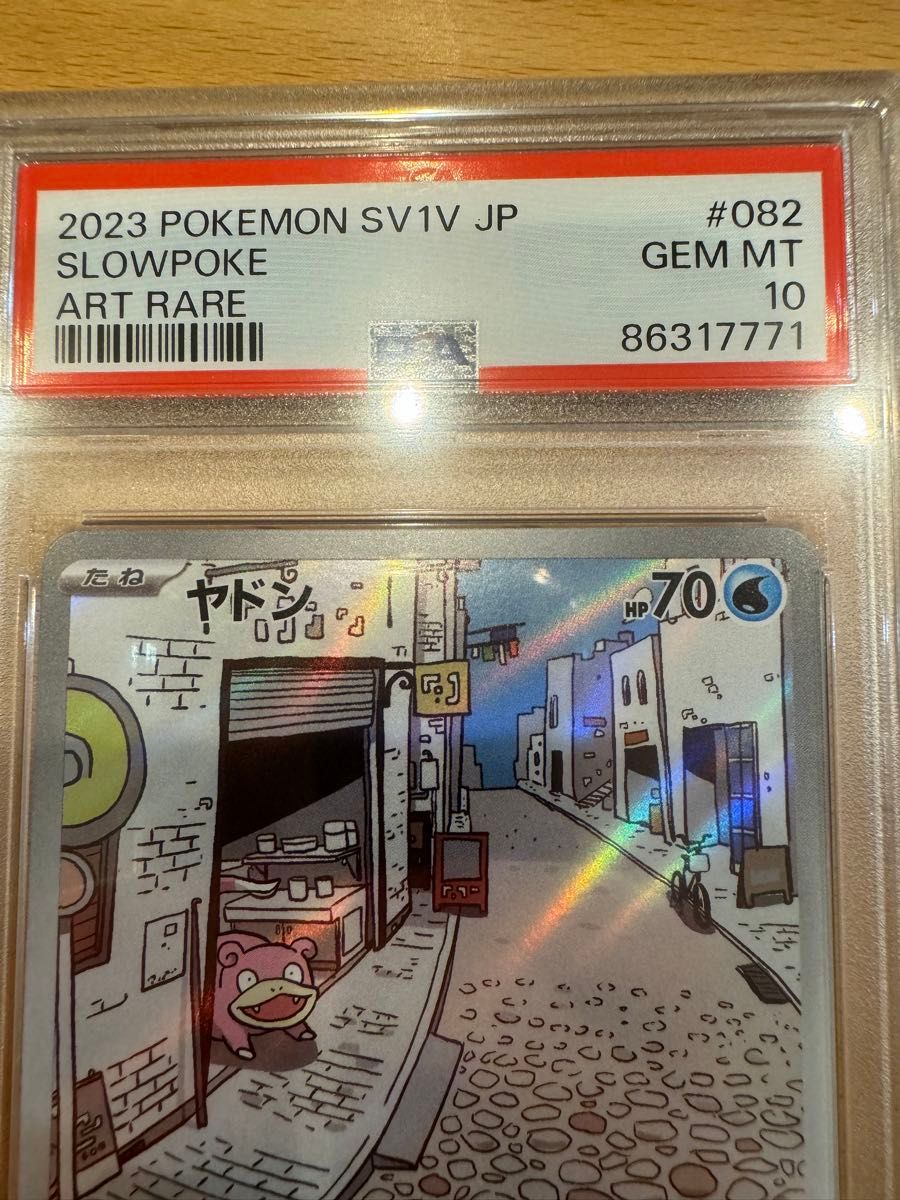 2023 POKEMON SV1V JP #082
SLOWPOKE GEM MT
ART RARE 10
86317771
たね ヤドン HP70